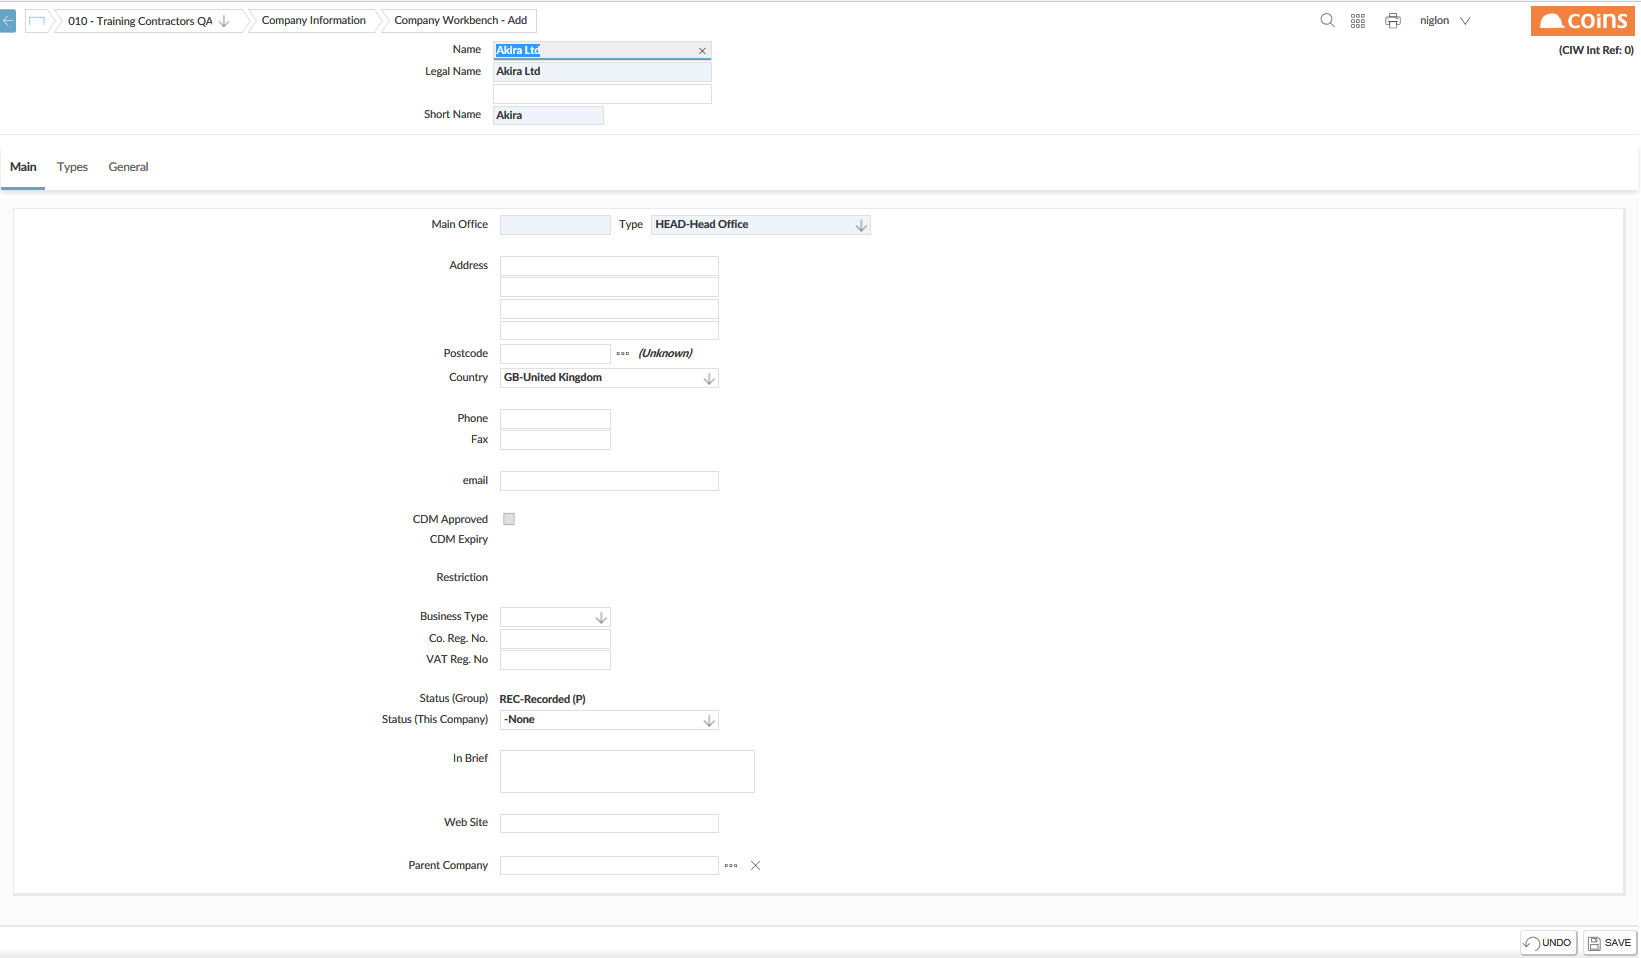 010 - Training Contractors QA
Company Information
Company Workbench - Add
niglon
coins
Name Akira Ltd
(CIW Int Ref: 0)
Legal Name Akira Ltd
Short Name Akira
Main Types General
Main Office Type HEAD-Head Office
Address
Postcode (Unknown)
Country GB-United Kingdom
Phone
Fax
email
CDM Approved
CDM Expiry
Restriction
Business Type
Co. Reg. No.
VAT Reg. No
Status (Group) REC-Recorded (P)
Status (This Company) -None
In Brief
Web Site
Parent Company
UNDO SAVE